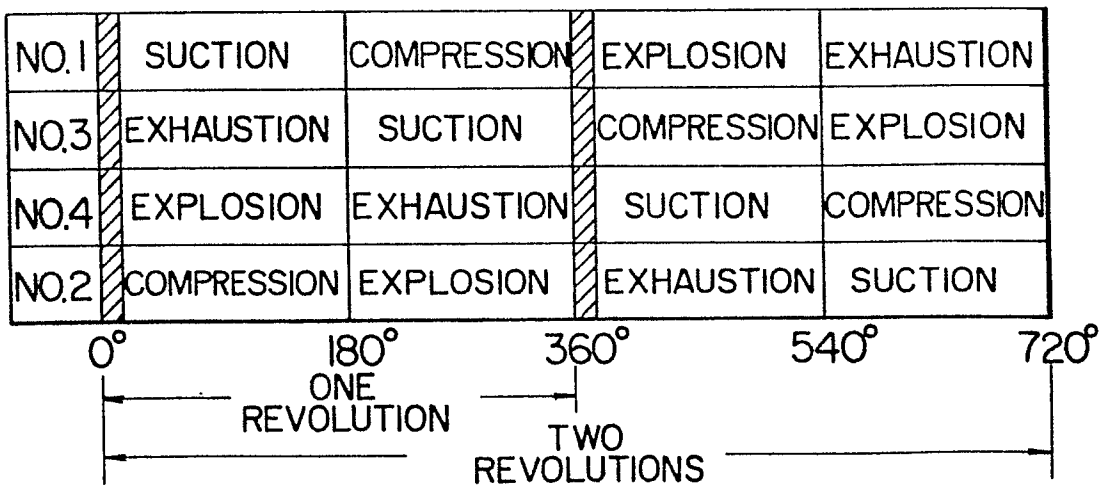 NO.1 SUCTION COMPRESSION EXPLOSION EXHAUSTION
NO.3 EXHAUSTION SUCTION COMPRESSION EXPLOSION
NO.4 EXPLOSION EXHAUSTION SUCTION COMPRESSION
NO.2 COMPRESSION EXPLOSION EXHAUSTION SUCTION
0° 180° 360° 540° 720°
ONE
REVOLUTION
TWO
REVOLUTIONS